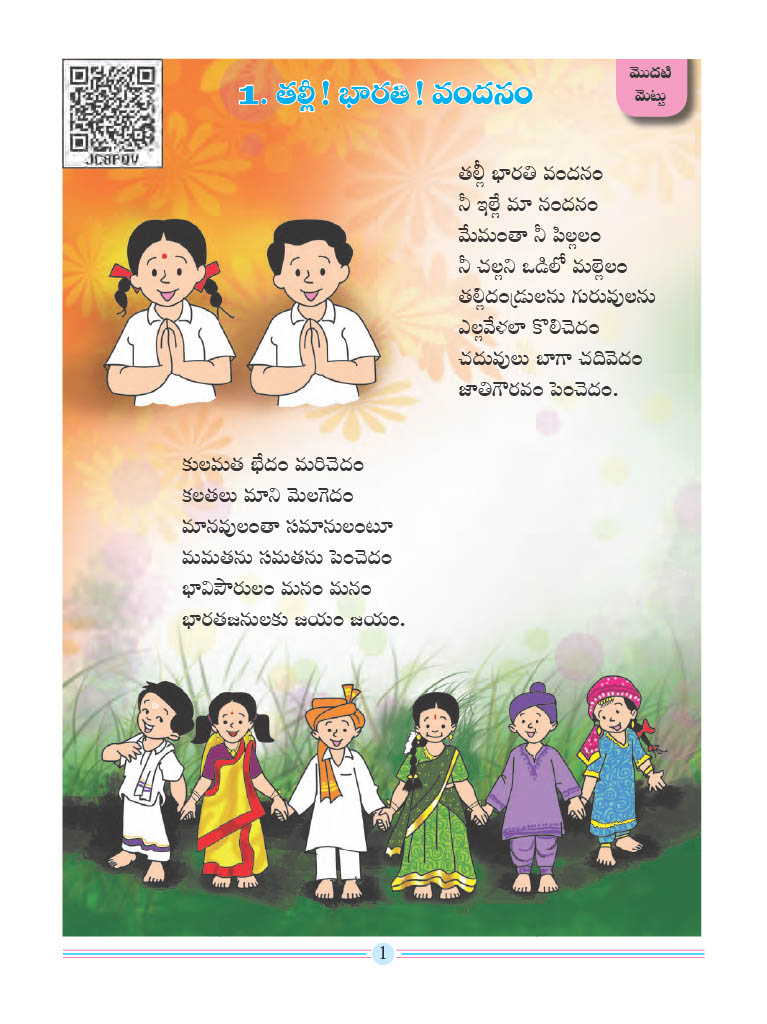 JC8PQV
1. తల్లీ! భారతి! వందనం
మొదటి
మెట్టు
తల్లీ భారతి వందనం
నీ ఇల్లే మా నందనం
మేమంతా నీ పిల్లలం
నీ చల్లని ఒడిలో మల్లెలం
తల్లిదండ్రులను గురువులను
ఎల్లవేళలా కొలిచెదం
చదువులు బాగా చదివెదం
జాతిగౌరవం పెంచెదం.
కులమత భేదం మరిచెదం
కలతలు మాని మెలగెదం
మానవులంతా సమానులంటూ
మమతను సమతను పెంచెదం
భావిపౌరులం మనం మనం
భారతజనులకు జయం జయం.
1